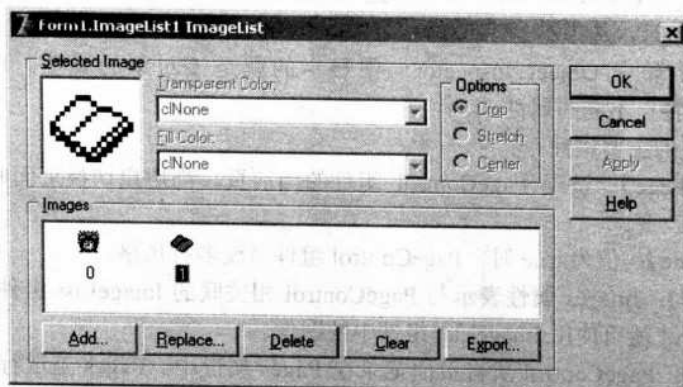 Form1.ImageList1 ImageList
Selected Image
Transparent Color:
clNone
Fill Color:
clNone
Options
Crop
Stretch
Center
OK
Cancel
Apply
Help
Images
0 1
Add... Replace... Delete Clear Export...